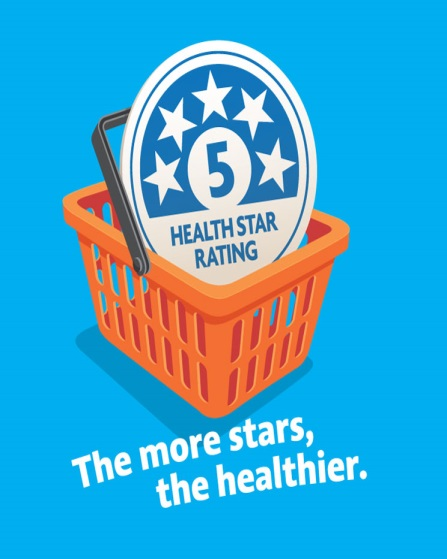 5
HEALTH STAR
RATING
The more stars,
the healthier.